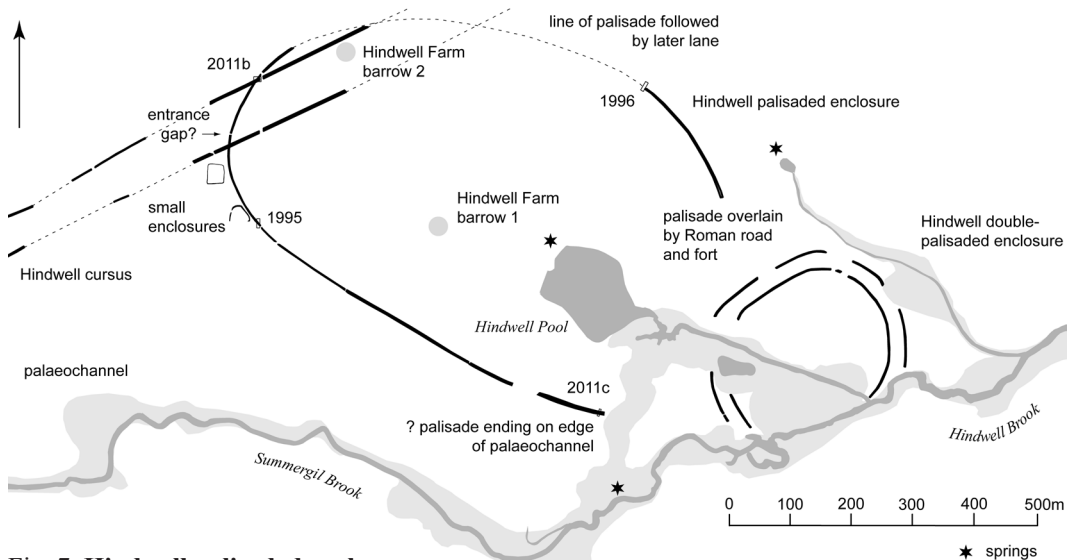 line of palisade followed
by later lane
2011b
Hindwell Farm
barrow 2
1996
Hindwell palisaded enclosure
entrance
gap?
small
enclosures
1995
Hindwell Farm
barrow 1
palisade overlain
by Roman road
and fort
Hindwell double-
palisaded enclosure
Hindwell cursus
Hindwell Pool
palaeochannel
2011c
? palisade ending on edge
of palaeochannel
Summergil Brook
Hindwell Brook
0 100 200 300 400 500m
springs